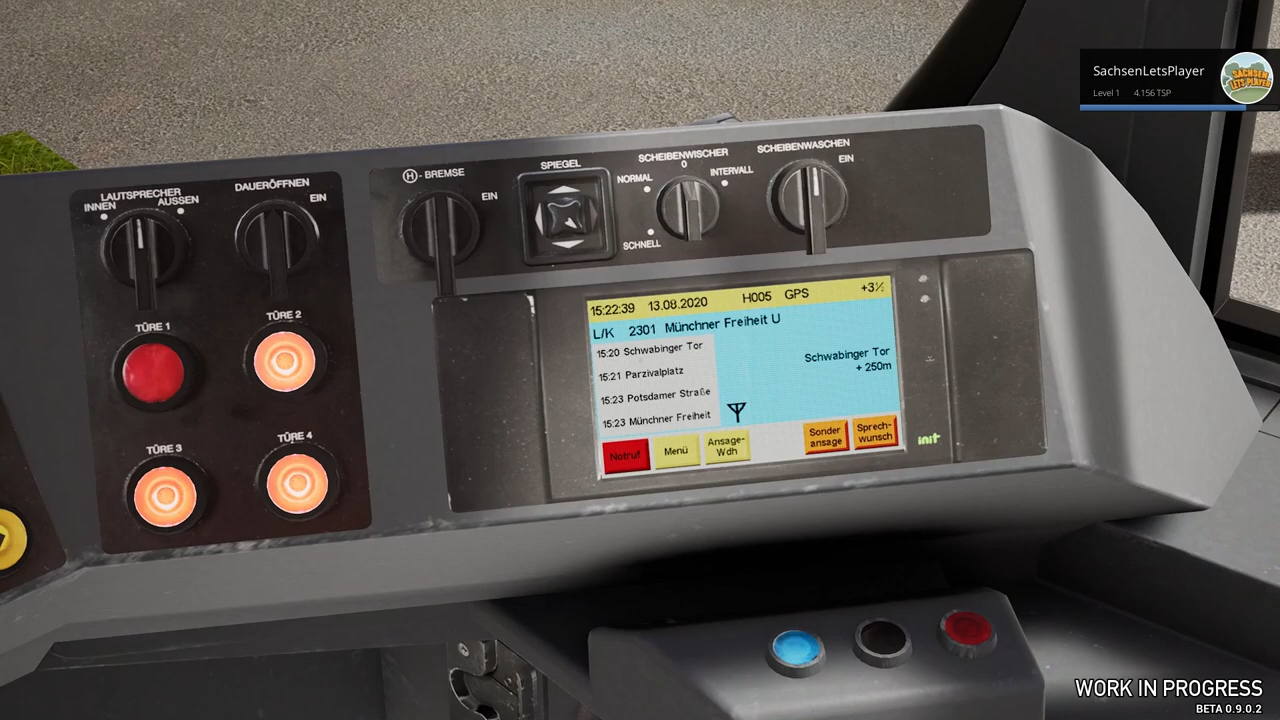 SachsenLetsPlayer
Level 1 4.156 TSP
SACHSEN
LETS PLAYER
LAUTSPRECHER
INNEN AUSSEN
DAUERÖFFNEN
EIN
H - BREMSE
EIN
SPIEGEL
SCHEIBENWISCHER
0
NORMAL INTERVALL
SCHNELL
SCHEIBENWASCHEN
EIN
TÜRE 1
TÜRE 2
TÜRE 3
TÜRE 4
15:22:39 13.08.2020 H005 GPS +3½
L/K 2301 Münchner Freiheit U
15:20 Schwabinger Tor
15:21 Parzivalplatz
15:23 Potsdamer Straße
15:23 Münchner Freiheit
Schwabinger Tor
+ 250m
Notruf
Menü
Ansage-
Wdh
Sonder
ansage
Sprech-
wunsch
init
WORK IN PROGRESS
BETA 0.9.0.2